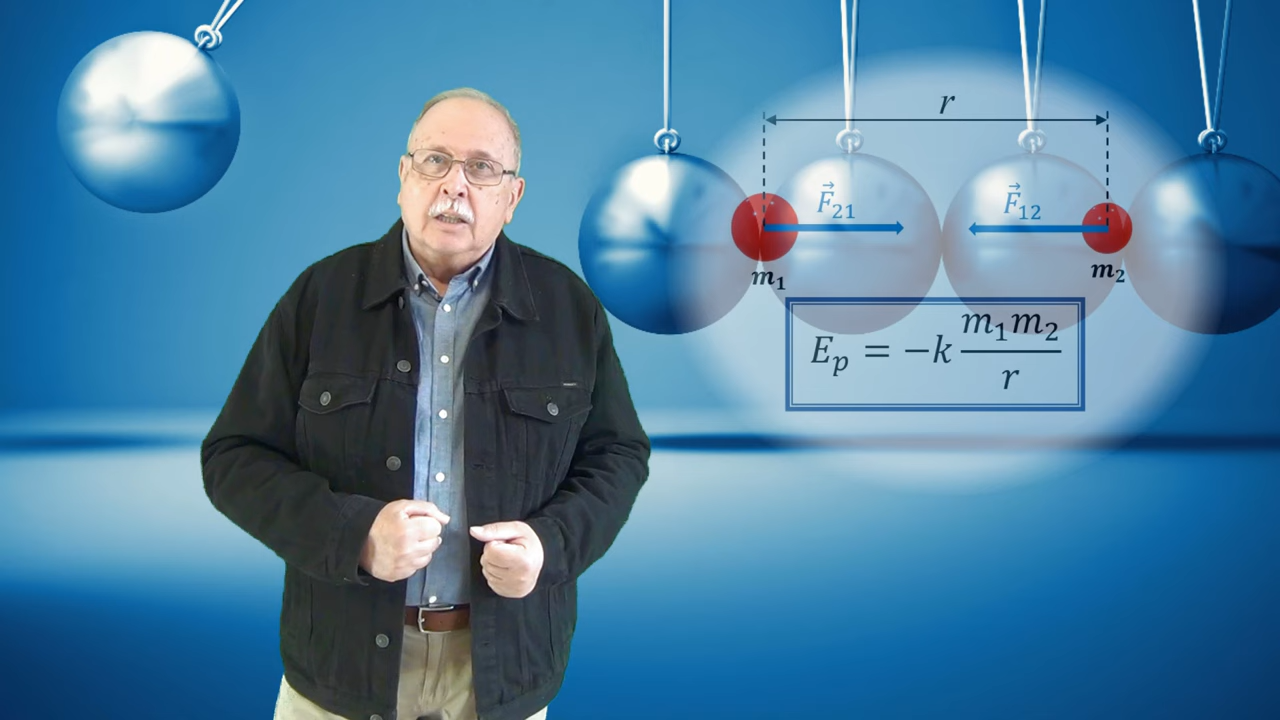 r
F⃗₂₁ F⃗₁₂
m₁ m₂
Eₚ = −k m₁m₂/r